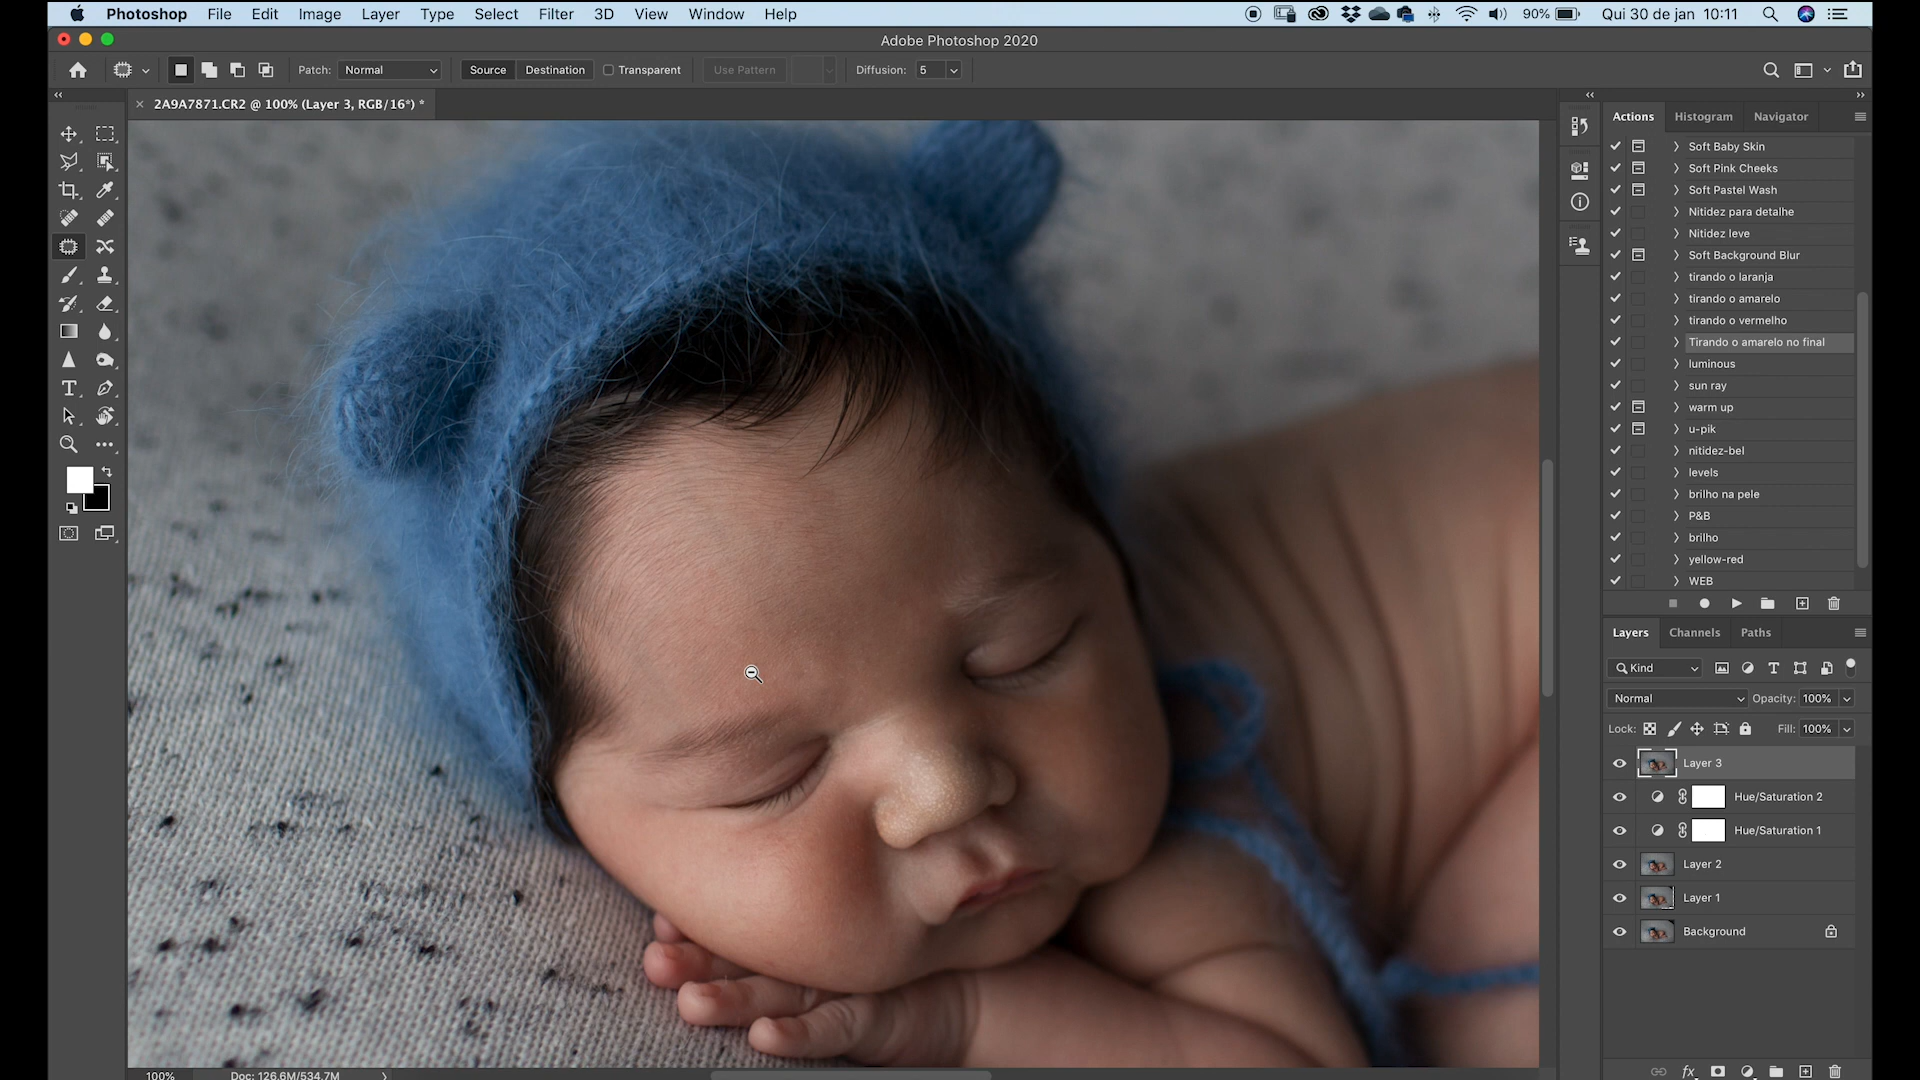 Photoshop File Edit Image Layer Type Select Filter 3D View Window Help 90% Qui 30 de jan 10:11
Adobe Photoshop 2020
Patch: Normal Source Destination Transparent Use Pattern Diffusion: 5
× 2A9A7871.CR2 @ 100% (Layer 3, RGB/16*) *
Actions Histogram Navigator
Soft Baby Skin
Soft Pink Cheeks
Soft Pastel Wash
Nitidez para detalhe
Nitidez leve
Soft Background Blur
tirando o laranja
tirando o amarelo
tirando o vermelho
Tirando o amarelo no final
luminous
sun ray
warm up
u-pik
nitidez-bel
levels
brilho na pele
P&B
brilho
yellow-red
WEB
Layers Channels Paths
Kind
Normal Opacity: 100%
Lock: Fill: 100%
Layer 3
Hue/Saturation 2
Hue/Saturation 1
Layer 2
Layer 1
Background
100% Doc: 126,6M/534,7M